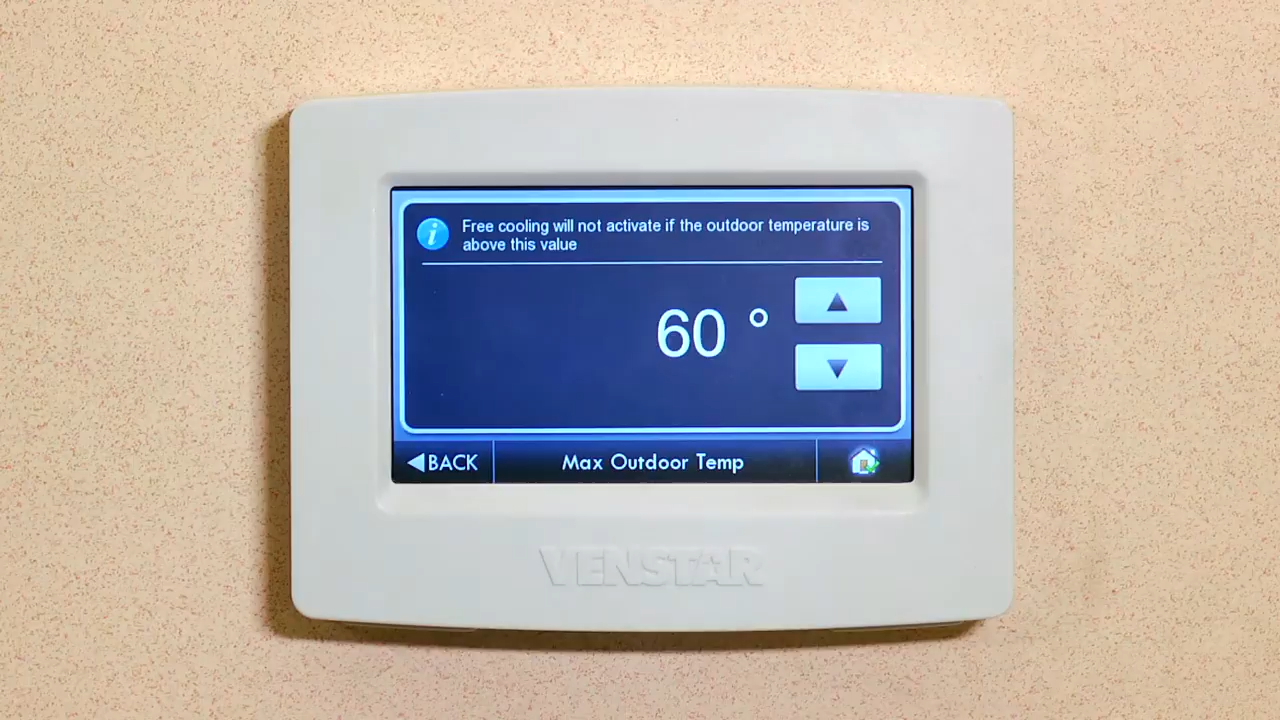 Free cooling will not activate if the outdoor temperature is
above this value
60 °
BACK
Max Outdoor Temp
VENSTAR